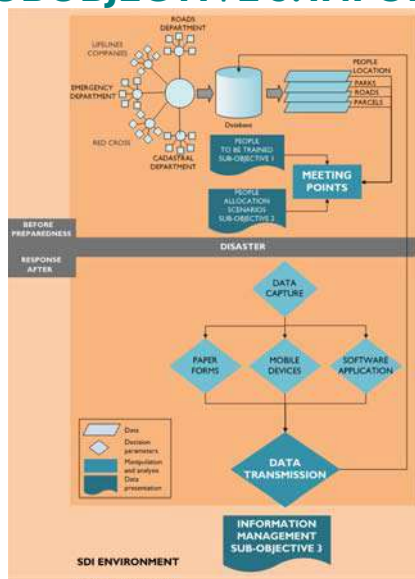 ROADS
DEPARTMENT
LIFELINES
COMPANIES
EMERGENCY
DEPARTMENT
RED CROSS
CADASTRAL
DEPARTMENT
Database
PEOPLE
LOCATION
PARKS
ROADS
PARCELS
PEOPLE
TO BE TRAINED
SUB-OBJECTIVE 1
MEETING
POINTS
PEOPLE
ALLOCATION
SCENARIOS
SUB-OBJECTIVE 2
BEFORE
PREPAREDNESS
DISASTER
RESPONSE
AFTER
DATA
CAPTURE
PAPER
FORMS
MOBILE
DEVICES
SOFTWARE
APPLICATION
Data
Decision
parameters
Manipulation
and analysis
Data
presentation
DATA
TRANSMISSION
INFORMATION
MANAGEMENT
SUB-OBJECTIVE 3
SDI ENVIRONMENT